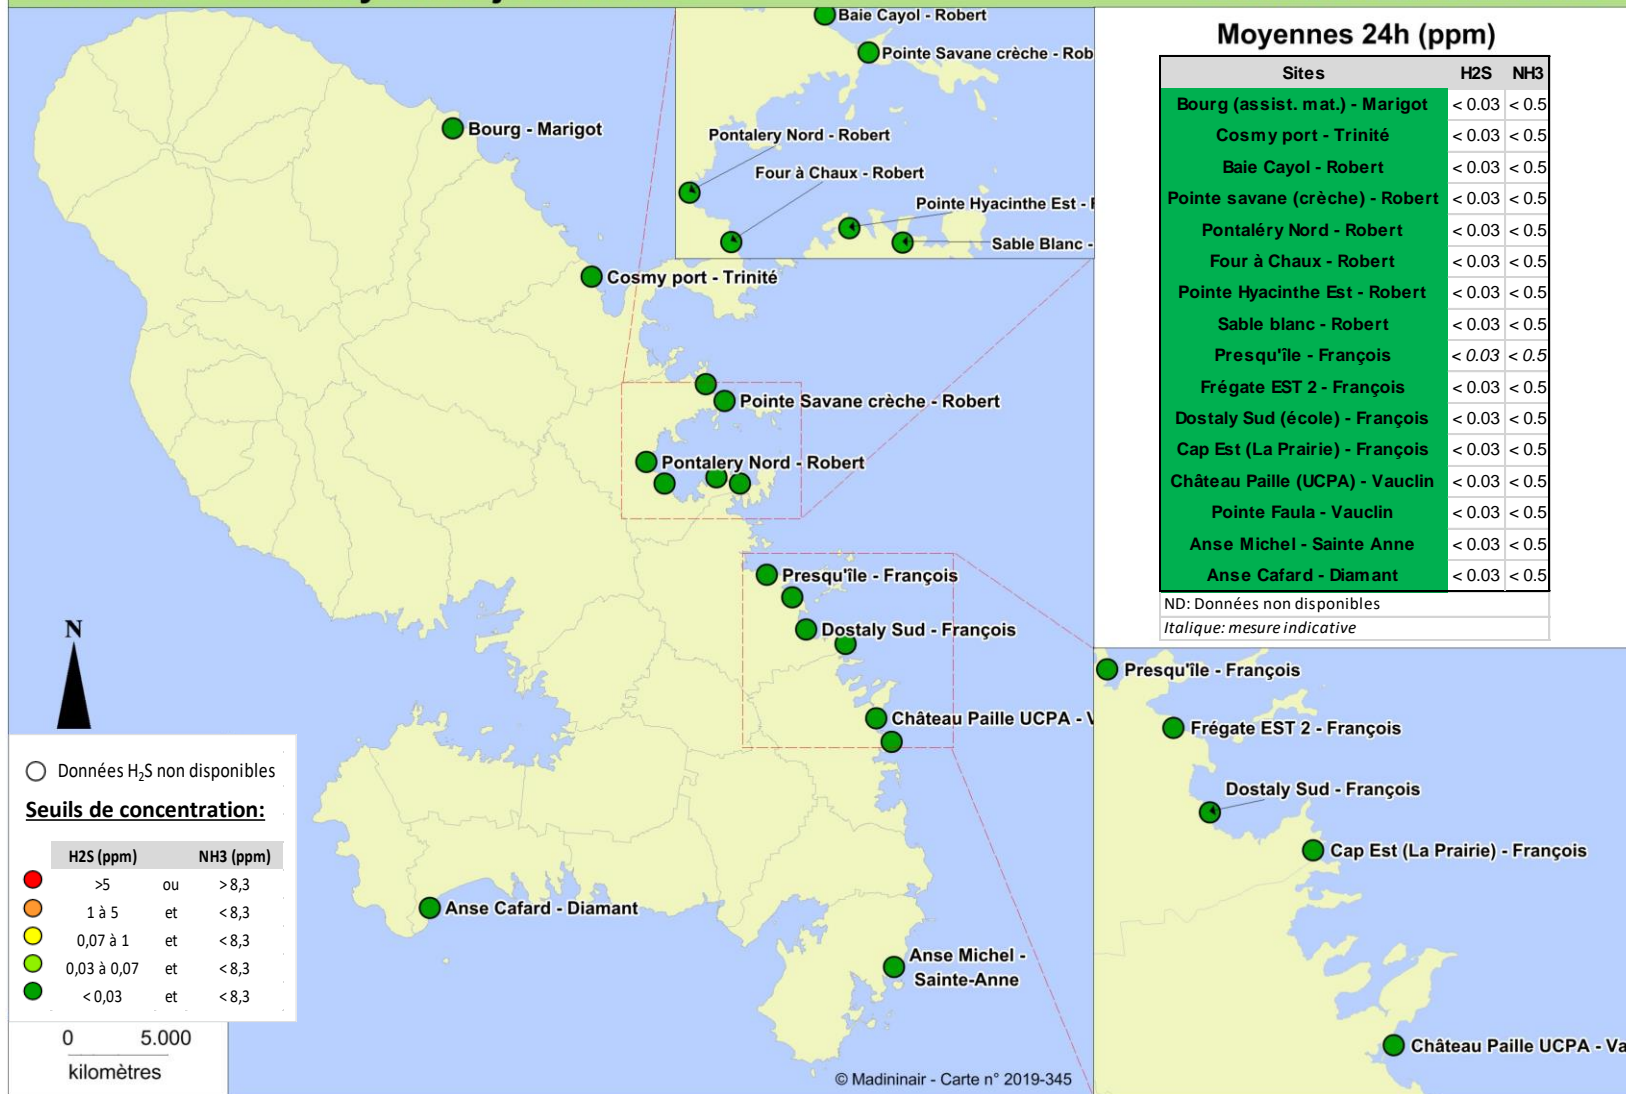 Baie Cayol - Robert
Pointe Savane crèche - Rob
Pontalery Nord - Robert
Four à Chaux - Robert
Pointe Hyacinthe Est -
Sable Blanc -
Bourg - Marigot
Cosmy port - Trinité
Pointe Savane crèche - Robert
Pontalery Nord - Robert
Presqu'île - François
Dostaly Sud - François
Château Paille UCPA - V
Anse Cafard - Diamant
Anse Michel -
Sainte-Anne
N
Données H₂S non disponibles
Seuils de concentration:
H2S (ppm) NH3 (ppm)
>5 ou > 8,3
1 à 5 et < 8,3
0,07 à 1 et < 8,3
0,03 à 0,07 et < 8,3
< 0,03 et < 8,3
0 5.000
kilomètres
© Madininair - Carte n° 2019-345
Moyennes 24h (ppm)
Sites H2S NH3
Bourg (assist. mat.) - Marigot < 0.03 < 0.5
Cosmy port - Trinité < 0.03 < 0.5
Baie Cayol - Robert < 0.03 < 0.5
Pointe savane (crèche) - Robert < 0.03 < 0.5
Pontaléry Nord - Robert < 0.03 < 0.5
Four à Chaux - Robert < 0.03 < 0.5
Pointe Hyacinthe Est - Robert < 0.03 < 0.5
Sable blanc - Robert < 0.03 < 0.5
Presqu'île - François < 0.03 < 0.5
Frégate EST 2 - François < 0.03 < 0.5
Dostaly Sud (école) - François < 0.03 < 0.5
Cap Est (La Prairie) - François < 0.03 < 0.5
Château Paille (UCPA) - Vauclin < 0.03 < 0.5
Pointe Faula - Vauclin < 0.03 < 0.5
Anse Michel - Sainte Anne < 0.03 < 0.5
Anse Cafard - Diamant < 0.03 < 0.5
ND: Données non disponibles
Italique: mesure indicative
Presqu'île - François
Frégate EST 2 - François
Dostaly Sud - François
Cap Est (La Prairie) - François
Château Paille UCPA - Va